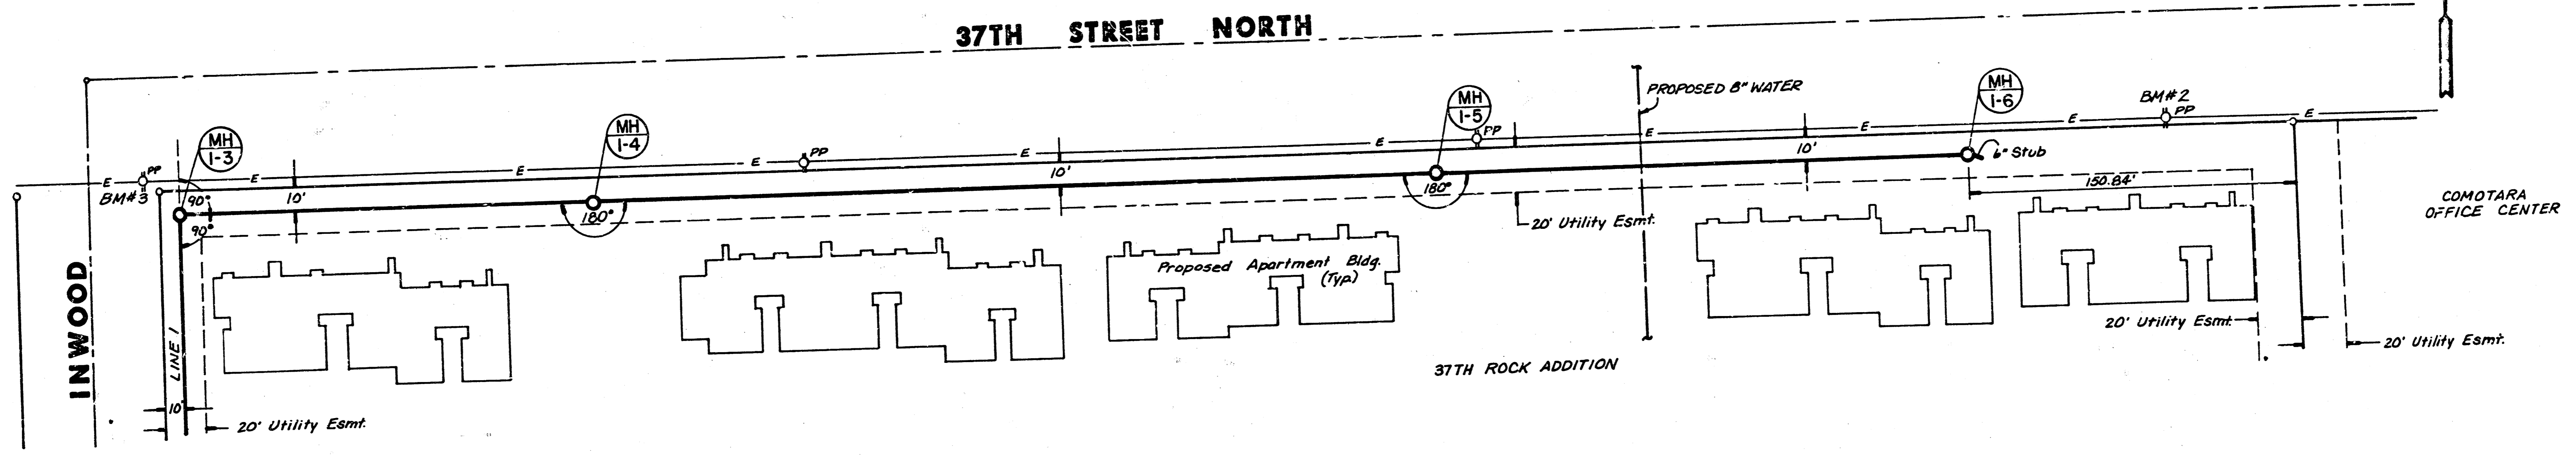 37TH STREET NORTH
PROPOSED 8" WATER
MH
1-3
MH
1-4
MH
1-5
MH
1-6
BM#2
PP
PP
PP
PP
BM#3
E
E
E
E
E
E
E
E
E
E
6" Stub
10'
10'
10'
90°
90°
180°
180°
150.84'
COMOTARA
OFFICE CENTER
20' Utility Esmt.
Proposed Apartment Bldg.
(Typ.)
INWOOD
LINE 1
10'
20' Utility Esmt.
37TH ROCK ADDITION
20' Utility Esmt.
20' Utility Esmt.